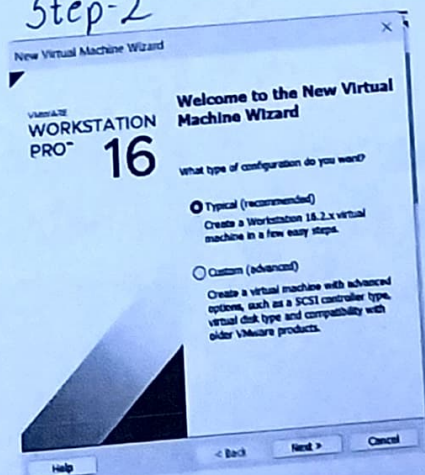 Step-2
New Virtual Machine Wizard
VMWARE
WORKSTATION
PRO™ 16
Welcome to the New Virtual
Machine Wizard
What type of configuration do you want?
Typical (recommended)
Create a Workstation 16.2.x virtual
machine in a few easy steps.
Custom (advanced)
Create a virtual machine with advanced
options, such as a SCSI controller type,
virtual disk type and compatibility with
older VMware products.
Help
< Back
Next >
Cancel